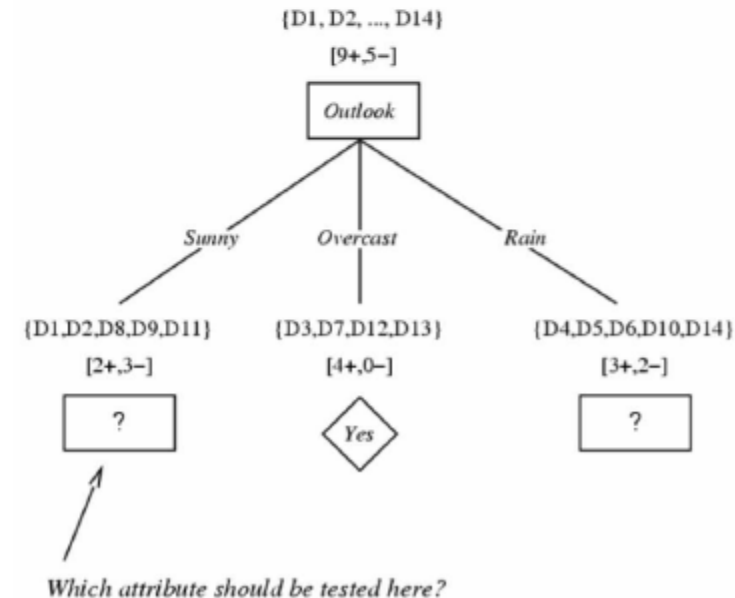 {D1, D2, ..., D14}
[9+,5−]
Outlook
Sunny Overcast Rain
{D1,D2,D8,D9,D11} {D3,D7,D12,D13} {D4,D5,D6,D10,D14}
[2+,3−] [4+,0−] [3+,2−]
? Yes ?
Which attribute should be tested here?